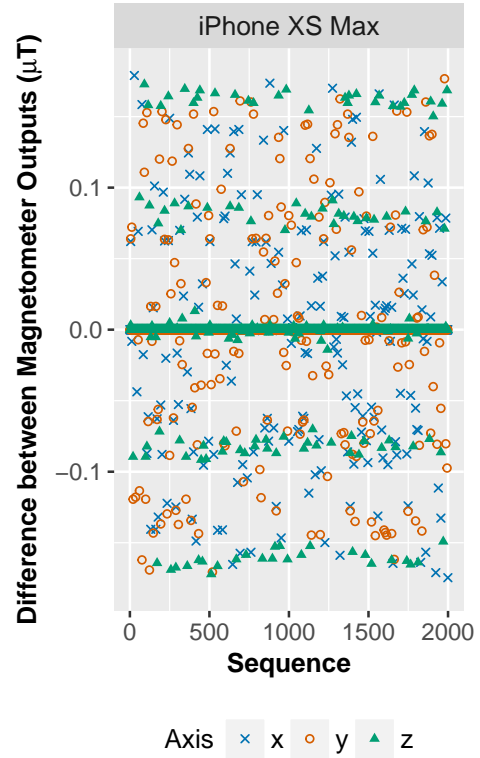 iPhone XS Max
Difference between Magnetometer Outputs (μT)
0.1
0.0
−0.1
0 500 1000 1500 2000
Sequence
Axis x y z